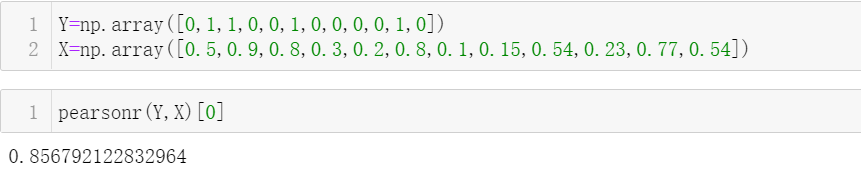 1 Y=np.array([0,1,1,0,0,1,0,0,0,0,1,0])
2 X=np.array([0.5,0.9,0.8,0.3,0.2,0.8,0.1,0.15,0.54,0.23,0.77,0.54])
1 pearsonr(Y,X)[0]
0.856792122832964